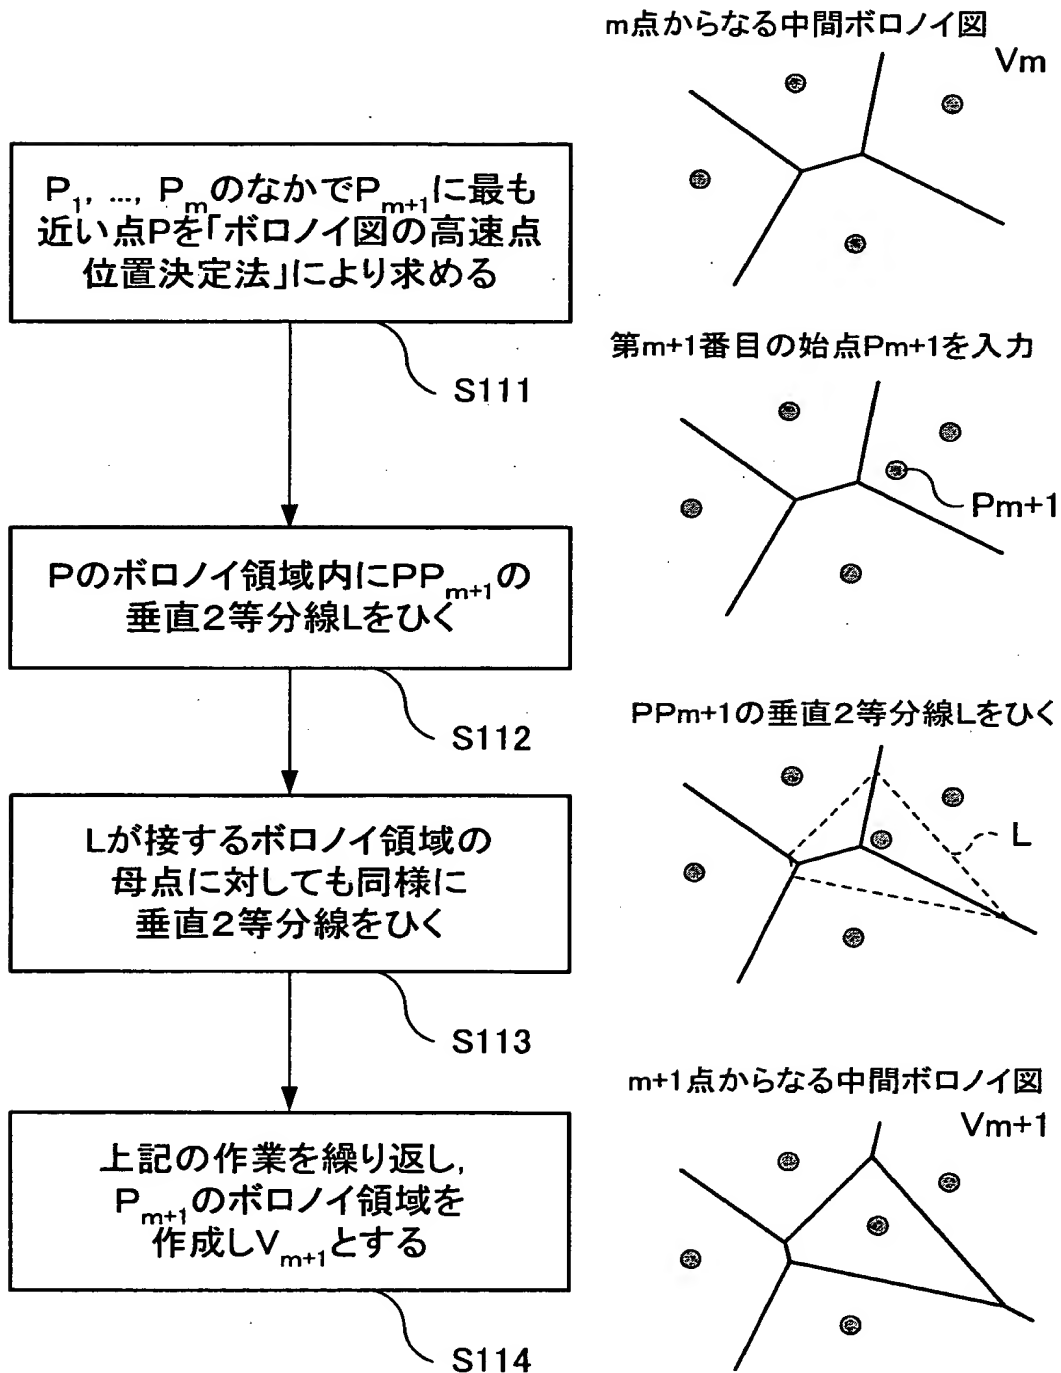 m点からなる中間ボロノイ図
Vm
P1, ..., PmのなかでPm+1に最も
近い点Pを「ボロノイ図の高速点
位置決定法」により求める
S111
第m+1番目の始点Pm+1を入力
Pm+1
Pのボロノイ領域内にPPm+1の
垂直2等分線Lをひく
S112
PPm+1の垂直2等分線Lをひく
L
Lが接するボロノイ領域の
母点に対しても同様に
垂直2等分線をひく
S113
m+1点からなる中間ボロノイ図
Vm+1
上記の作業を繰り返し,
Pm+1のボロノイ領域を
作成しVm+1とする
S114